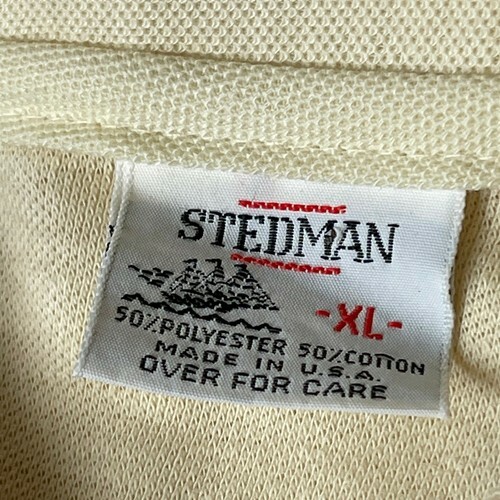 STEDMAN
-XL-
50%POLYESTER 50%COTTON
MADE IN U.S.A.
OVER FOR CARE